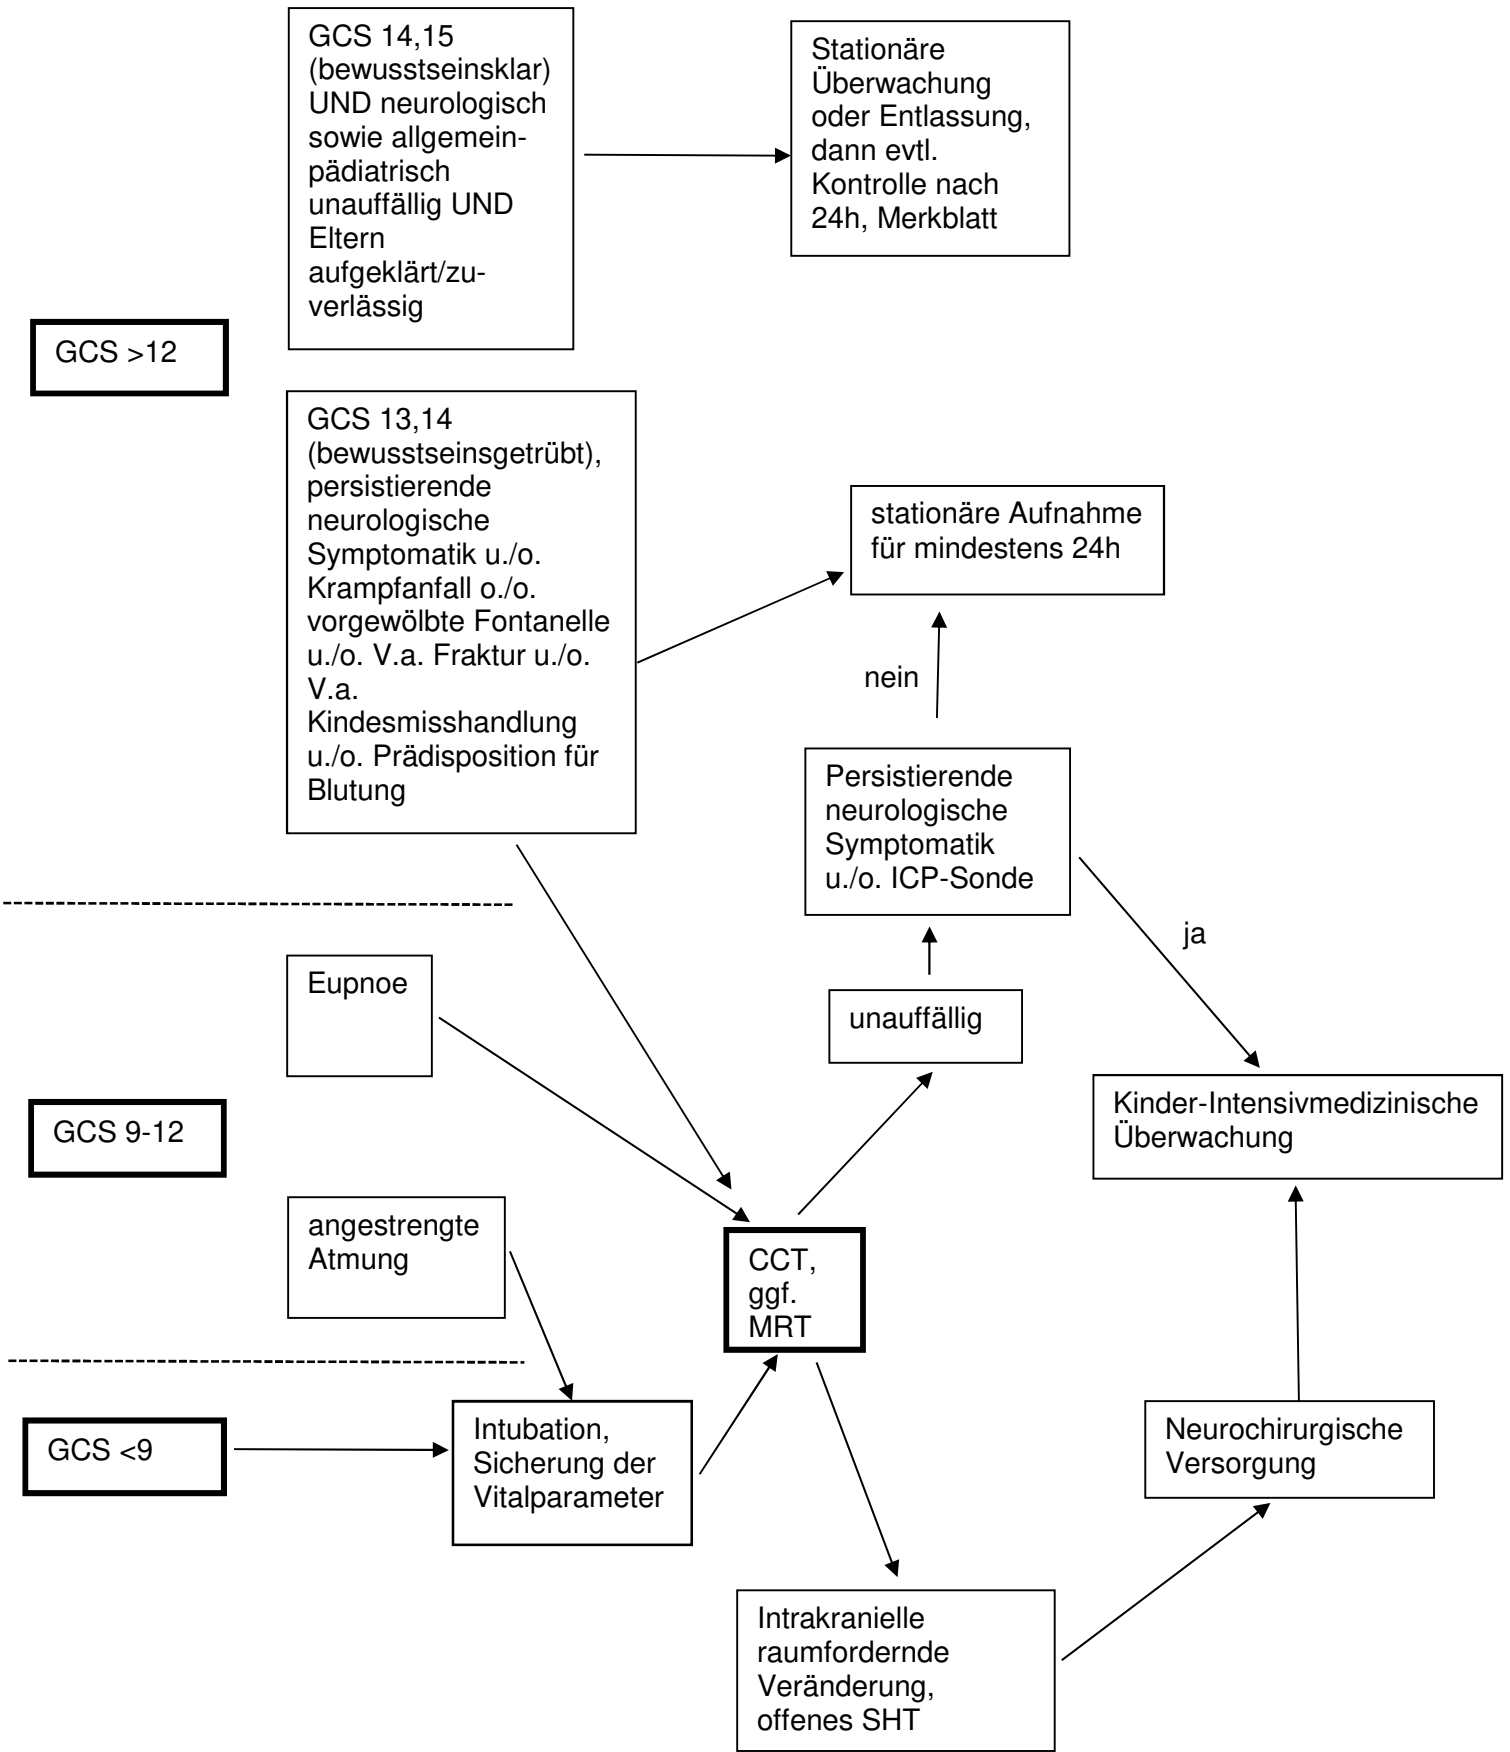 GCS 14,15
(bewusstseinsklar)
UND neurologisch
sowie allgemein-
pädiatrisch
unauffällig UND
Eltern
aufgeklärt/zu-
verlässig
Stationäre
Überwachung
oder Entlassung,
dann evtl.
Kontrolle nach
24h, Merkblatt
GCS >12
GCS 13,14
(bewusstseinsgetrübt),
persistierende
neurologische
Symptomatik u./o.
Krampfanfall o./o.
vorgewölbte Fontanelle
u./o. V.a. Fraktur u./o.
V.a.
Kindesmisshandlung
u./o. Prädisposition für
Blutung
stationäre Aufnahme
für mindestens 24h
nein
Persistierende
neurologische
Symptomatik
u./o. ICP-Sonde
ja
Eupnoe
unauffällig
Kinder-Intensivmedizinische
Überwachung
GCS 9-12
angestrengte
Atmung
CCT,
ggf.
MRT
GCS <9
Intubation,
Sicherung der
Vitalparameter
Neurochirurgische
Versorgung
Intrakranielle
raumfordernde
Veränderung,
offenes SHT